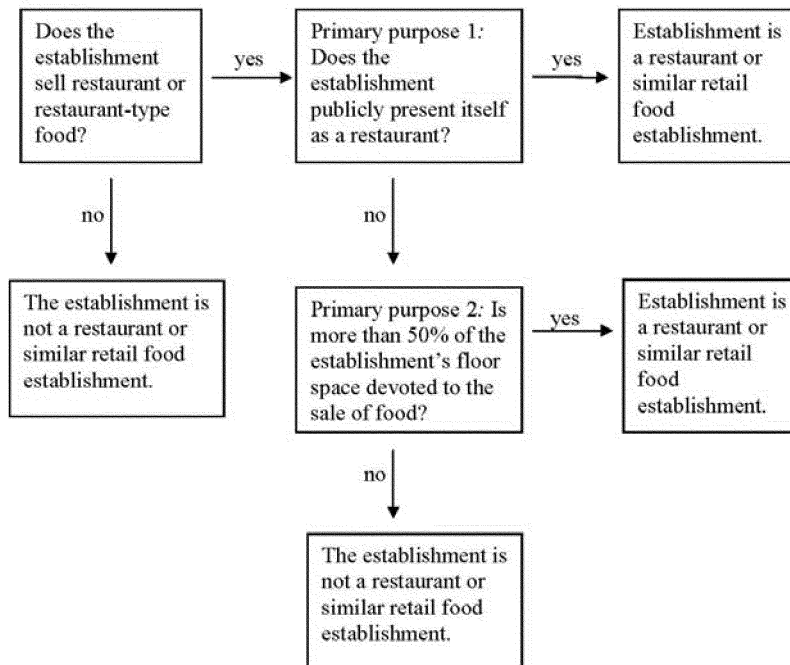 Does the
establishment
sell restaurant or
restaurant-type
food?
yes
Primary purpose 1:
Does the
establishment
publicly present itself
as a restaurant?
yes
Establishment is
a restaurant or
similar retail
food
establishment.
no
no
The establishment is
not a restaurant or
similar retail food
establishment.
Primary purpose 2: Is
more than 50% of the
establishment's floor
space devoted to the
sale of food?
yes
Establishment is
a restaurant or
similar retail
food
establishment.
no
The establishment is
not a restaurant or
similar retail food
establishment.